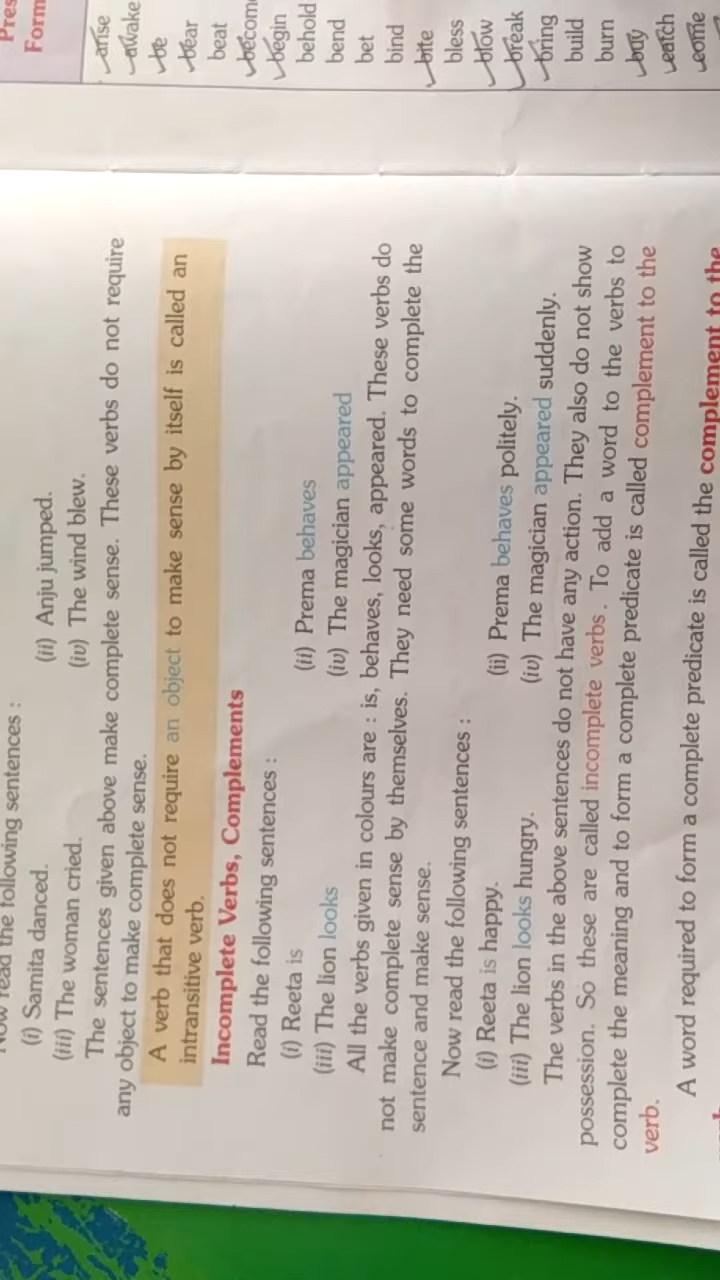 Now read the following sentences :
(i) Samita danced.
(ii) Anju jumped.
(iii) The woman cried.
(iv) The wind blew.
The sentences given above make complete sense. These verbs do not require
any object to make complete sense.
A verb that does not require an object to make sense by itself is called an
intransitive verb.
Incomplete Verbs, Complements
Read the following sentences :
(i) Reeta is
(ii) Prema behaves
(iii) The lion looks
(iv) The magician appeared
All the verbs given in colours are : is, behaves, looks, appeared. These verbs do
not make complete sense by themselves. They need some words to complete the
sentence and make sense.
Now read the following sentences :
(i) Reeta is happy.
(ii) Prema behaves politely.
(iii) The lion looks hungry.
(iv) The magician appeared suddenly.
The verbs in the above sentences do not have any action. They also do not show
possession. So these are called incomplete verbs. To add a word to the verbs to
complete the meaning and to form a complete predicate is called complement to the
verb.
A word required to form a complete predicate is called the complement to the
Pres
Form
arise
awake
be
bear
beat
become
begin
behold
bend
bet
bind
bite
bless
blow
break
bring
build
burn
buy
catch
come